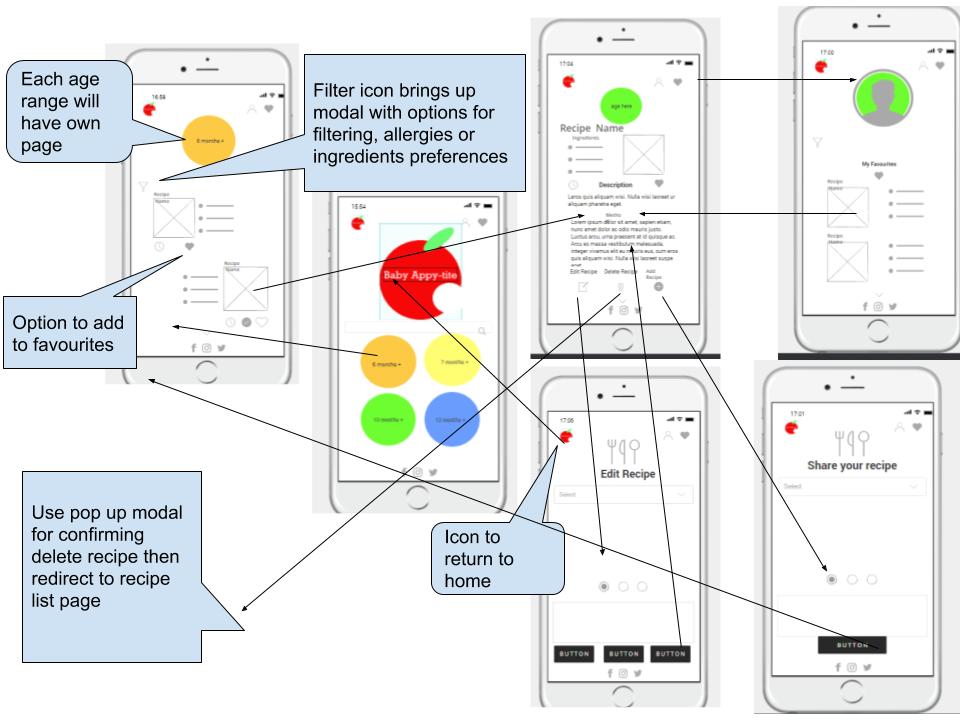 Each age
range will
have own
page
Filter icon brings up
modal with options for
filtering, allergies or
ingredients preferences
Option to add
to favourites
Use pop up modal
for confirming
delete recipe then
redirect to recipe
list page
Icon to
return to
home
16:58
6 months +
Recipe
Name
Recipe
Name
15:54
Baby Appy-tite
6 months +
7 months +
10 months +
12 months +
17:04
age here
Recipe Name
Ingredients
Description
Laros quis aliquam wisi. Nulla wisi laoreet ur
aliquam pharetra eget.
Lorem ipsum dolor sit amet, sapien etiam,
nunc amet dolor ac odio mauris justo.
Luctus arcu, urna praesent at id quisque ac.
Arcu es massa vestibulum malesuada,
integer vivamus elit eu mauris eus, cum eros
quis aliquam wisi. Nulla wisi laoreet suspe
eget
Edit Recipe
Delete Recipe
Add
Recipe
17:00
My Favourites
Recipe
Name
Recipe
Name
17:06
Edit Recipe
Select
BUTTON
BUTTON
BUTTON
17:01
Share your recipe
Select
BUTTON